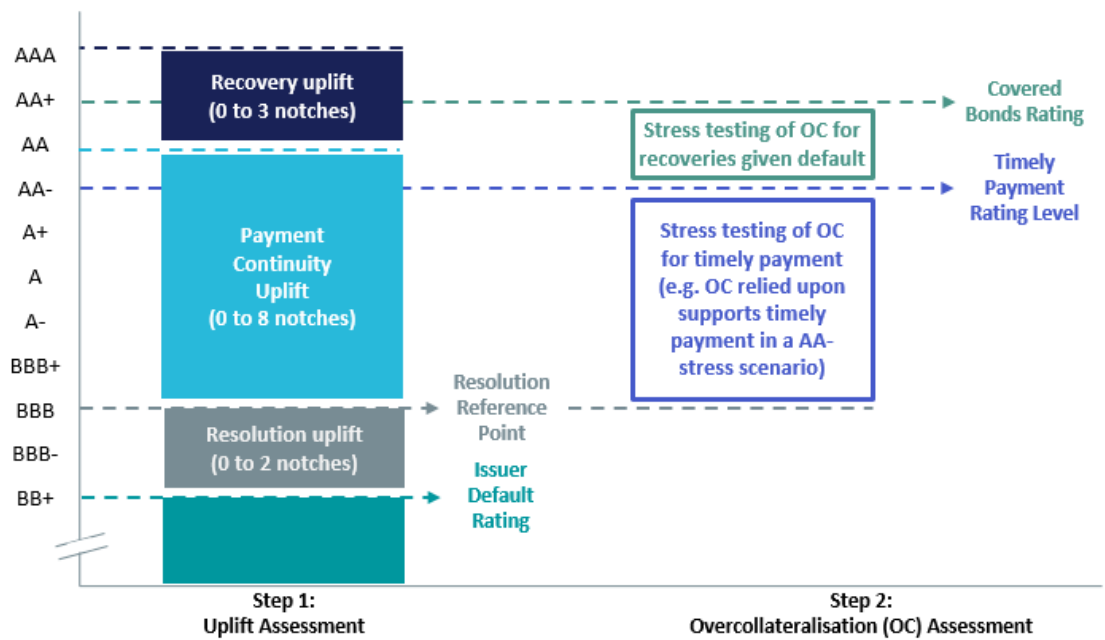 AAA
AA+
AA
AA-
A+
A
A-
BBB+
BBB
BBB-
BB+
Recovery uplift
(0 to 3 notches)
Payment
Continuity
Uplift
(0 to 8 notches)
Resolution uplift
(0 to 2 notches)
Resolution
Reference
Point
Issuer
Default
Rating
Stress testing of OC for
recoveries given default
Stress testing of OC
for timely payment
(e.g. OC relied upon
supports timely
payment in a AA-
stress scenario)
Covered
Bonds Rating
Timely
Payment
Rating Level
Step 1:
Uplift Assessment
Step 2:
Overcollateralisation (OC) Assessment